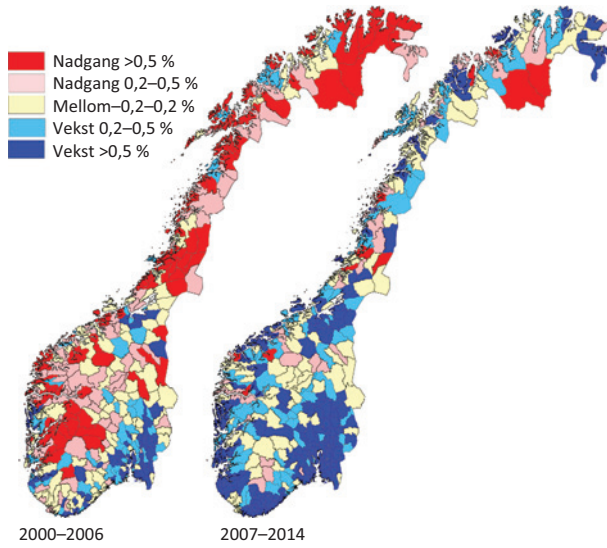 Nadgang >0,5 %
Nadgang 0,2–0,5 %
Mellom–0,2–0,2 %
Vekst 0,2–0,5 %
Vekst >0,5 %
2000–2006
2007–2014